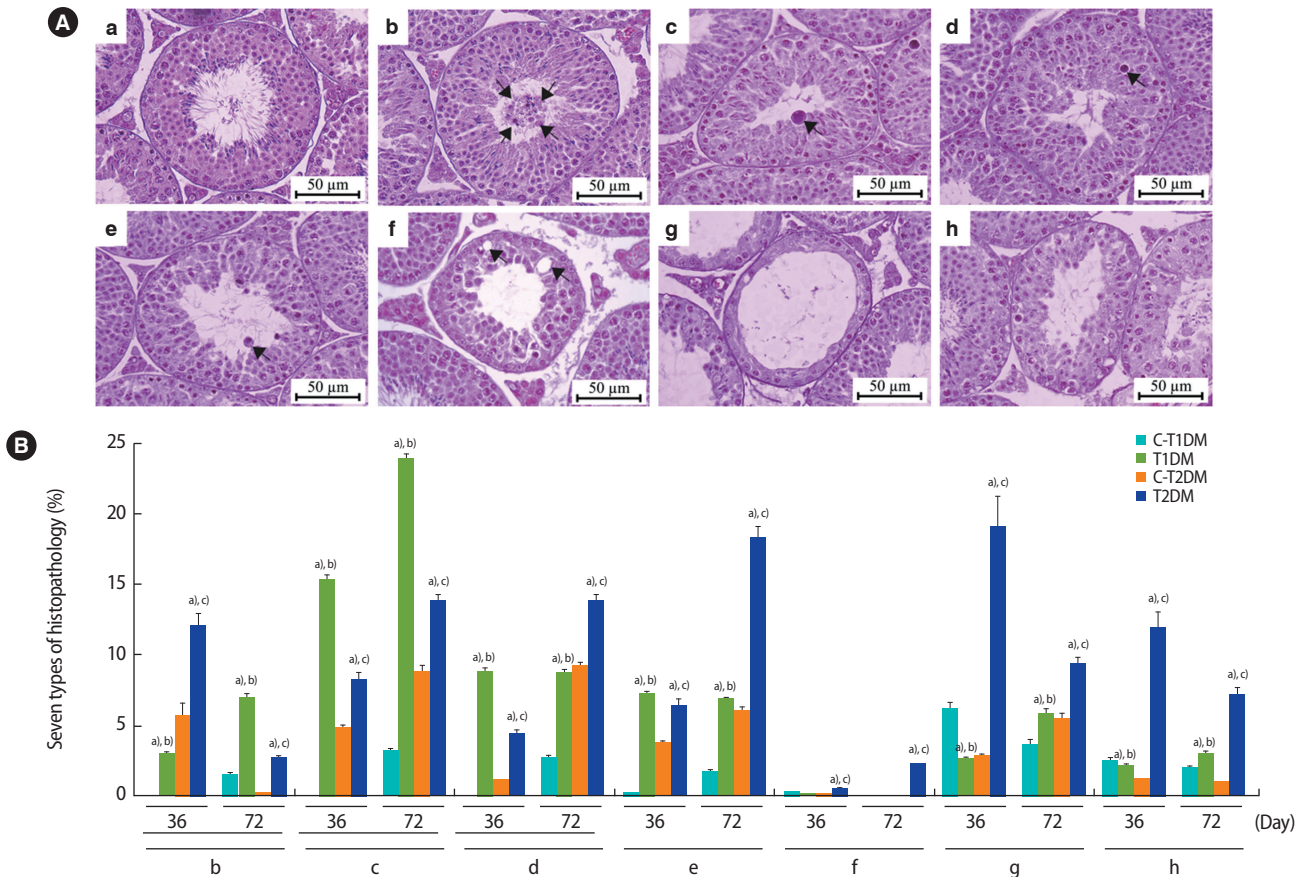 A
a
b
c
d
50 µm
50 µm
50 µm
50 µm
e
f
g
h
50 µm
50 µm
50 µm
50 µm
B
Seven types of histopathology (%)
25
20
15
10
5
0
C-T1DM
T1DM
C-T2DM
T2DM
a), b)
a), c)
a), b)
a), c)
a), b)
a), c)
a), b)
a), c)
a), b)
a), c)
a), b)
a), c)
a), b)
a), c)
a), b)
a), c)
a), c)
a), c)
a), b)
a), c)
a), b)
a), c)
a), b)
a), c)
a), b)
a), c)
36 72 36 72 36 72 36 72 36 72 36 72 36 72 (Day)
b c d e f g h